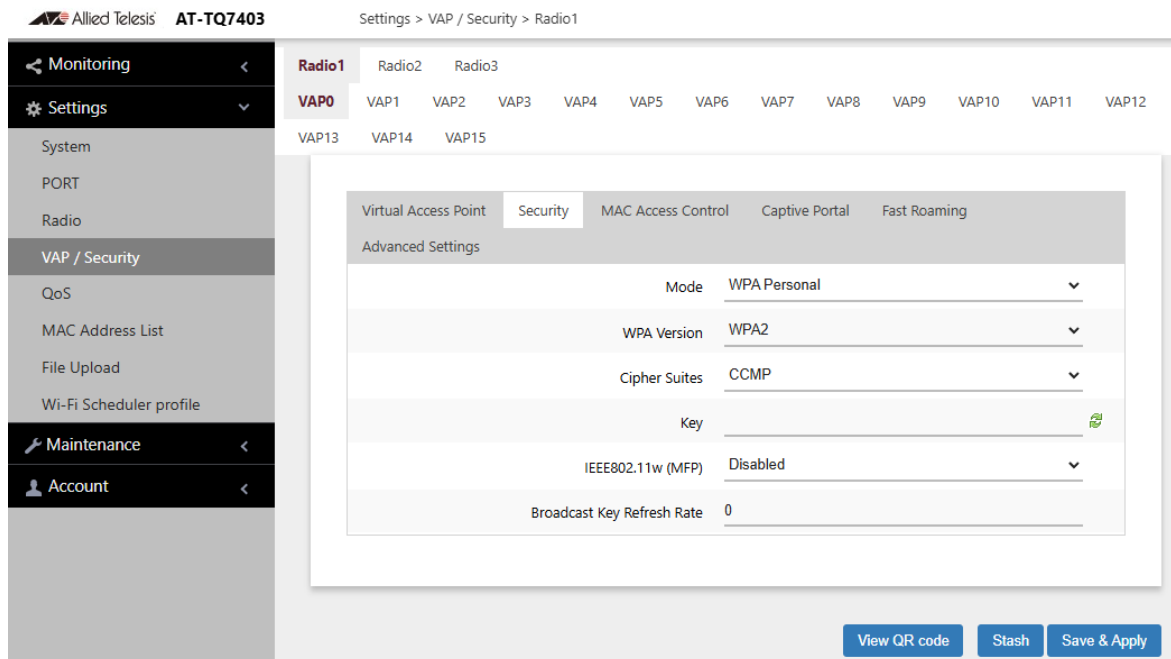 Allied Telesis AT-TQ7403 Settings > VAP / Security > Radio1
Monitoring
Settings
System
PORT
Radio
VAP / Security
QoS
MAC Address List
File Upload
Wi-Fi Scheduler profile
Maintenance
Account
Radio1 Radio2 Radio3
VAP0 VAP1 VAP2 VAP3 VAP4 VAP5 VAP6 VAP7 VAP8 VAP9 VAP10 VAP11 VAP12
VAP13 VAP14 VAP15
Virtual Access Point Security MAC Access Control Captive Portal Fast Roaming
Advanced Settings
Mode WPA Personal
WPA Version WPA2
Cipher Suites CCMP
Key
IEEE802.11w (MFP) Disabled
Broadcast Key Refresh Rate 0
View QR code Stash Save & Apply